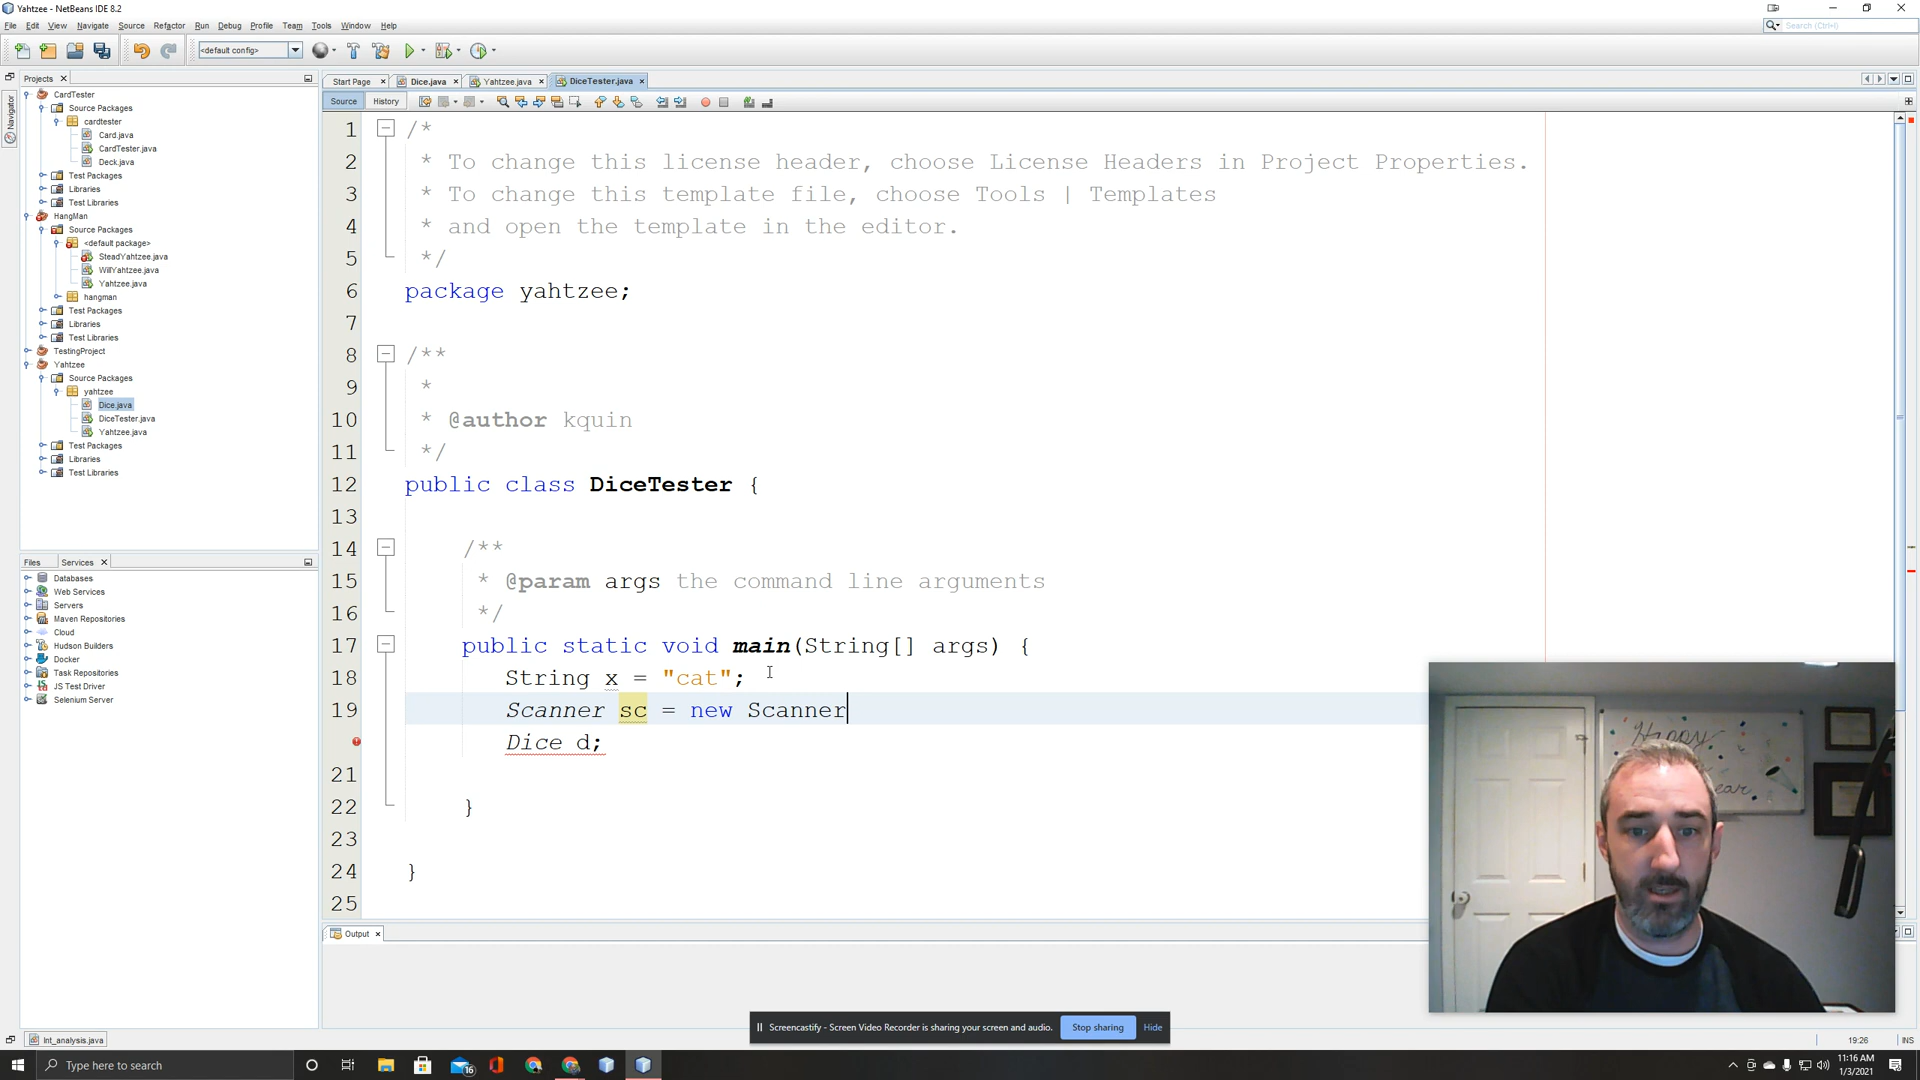 Yahtzee - NetBeans IDE 8.2
File Edit View Navigate Source Refactor Run Debug Profile Team Tools Window Help
Search (Ctrl+I)
<default config>
Projects
Start Page Dice.java Yahtzee.java DiceTester.java
Source History
Navigator
CardTester
Source Packages
cardtester
Card.java
CardTester.java
Deck.java
Test Packages
Libraries
Test Libraries
HangMan
Source Packages
<default package>
SteadYahtzee.java
WillYahtzee.java
Yahtzee.java
hangman
Test Packages
Libraries
Test Libraries
TestingProject
Yahtzee
Source Packages
yahtzee
Dice.java
DiceTester.java
Yahtzee.java
Test Packages
Libraries
Test Libraries
Files Services
Databases
Web Services
Servers
Maven Repositories
Cloud
Hudson Builders
Docker
Task Repositories
JS Test Driver
Selenium Server
1 /*
2 * To change this license header, choose License Headers in Project Properties.
3 * To change this template file, choose Tools | Templates
4 * and open the template in the editor.
5 */
6 package yahtzee;
7
8 /**
9 *
10 * @author kquin
11 */
12 public class DiceTester {
13
14 /**
15 * @param args the command line arguments
16 */
17 public static void main(String[] args) {
18 String x = "cat";
19 Scanner sc = new Scanner
Dice d;
21
22 }
23
24 }
25
Happy
ear
Output
Screencastify - Screen Video Recorder is sharing your screen and audio. Stop sharing Hide
Int_analysis.java
19:26 INS
Type here to search
16
11:16 AM
1/3/2021